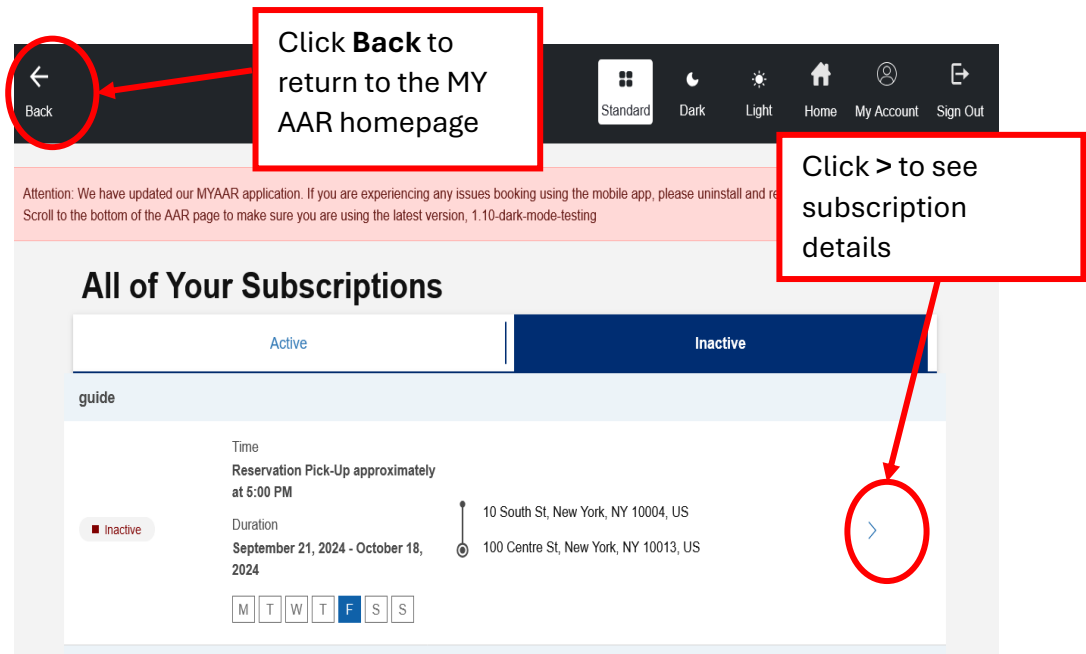 Click Back to
return to the MY
AAR homepage
Back
Standard
Dark
Light
Home
My Account
Sign Out
Click > to see
subscription
details
Attention: We have updated our MYAAR application. If you are experiencing any issues booking using the mobile app, please uninstall and
Scroll to the bottom of the AAR page to make sure you are using the latest version, 1.10-dark-mode-testing
All of Your Subscriptions
Active
Inactive
guide
Inactive
Time
Reservation Pick-Up approximately
at 5:00 PM
Duration
September 21, 2024 - October 18,
2024
M T W T F S S
10 South St, New York, NY 10004, US
100 Centre St, New York, NY 10013, US
>